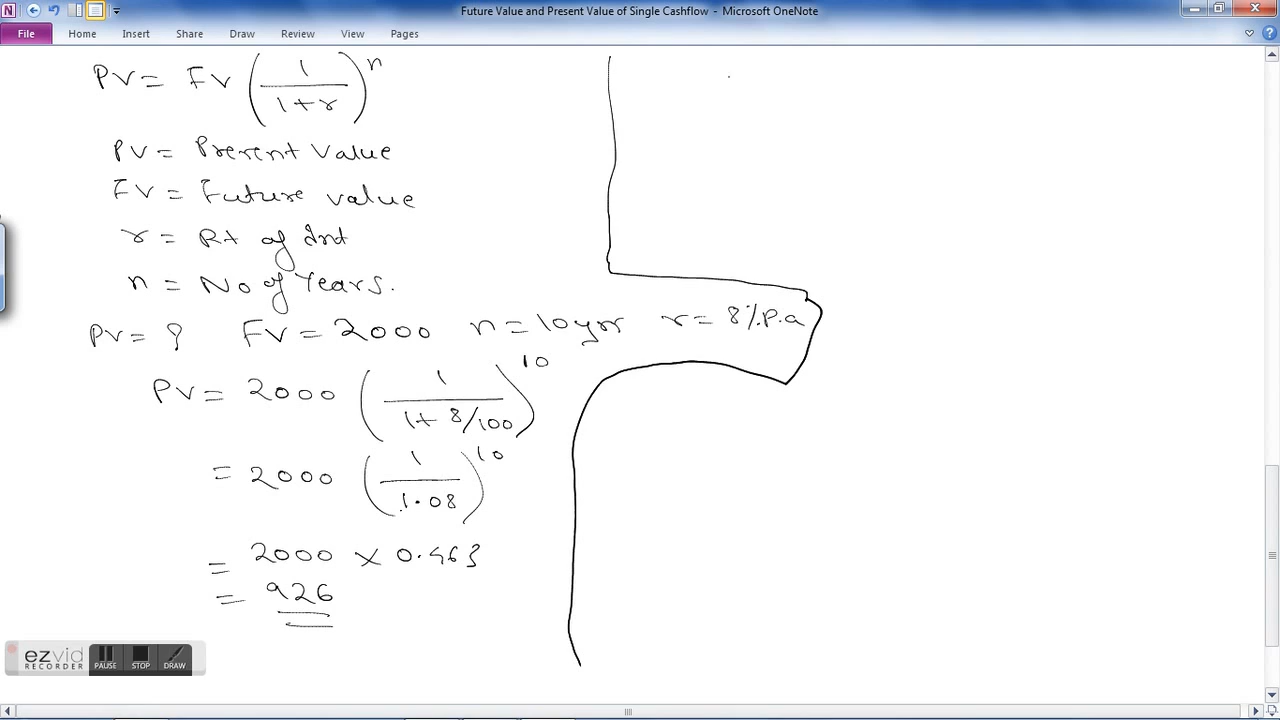 Future Value and Present Value of Single Cashflow - Microsoft OneNote
File Home Insert Share Draw Review View Pages
PV = FV (1/1+r)^n
PV = Present Value
FV = Future value
r = Rt of Int
n = No of Years.
PV = ? FV = 2000 n = 10yr r = 8%.P.a
PV = 2000 (1/1+8/100)^10
= 2000 (1/1.08)^10
= 2000 × 0.463
= 926
ezvid
RECORDER
PAUSE STOP DRAW